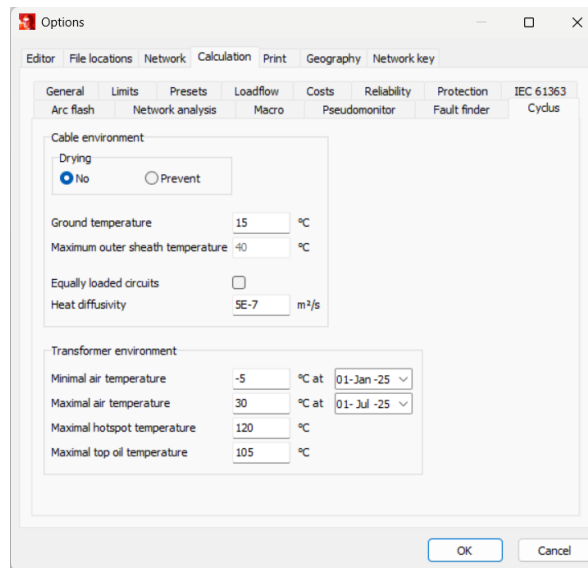 Options
Editor File locations Network Calculation Print Geography Network key
General Limits Presets Loadflow Costs Reliability Protection IEC 61363
Arc flash Network analysis Macro Pseudomonitor Fault finder Cyclus
Cable environment
Drying
No Prevent
Ground temperature 15 °C
Maximum outer sheath temperature 40 °C
Equally loaded circuits
Heat diffusivity 5E-7 m²/s
Transformer environment
Minimal air temperature -5 °C at 01-Jan -25
Maximal air temperature 30 °C at 01- Jul -25
Maximal hotspot temperature 120 °C
Maximal top oil temperature 105 °C
OK Cancel